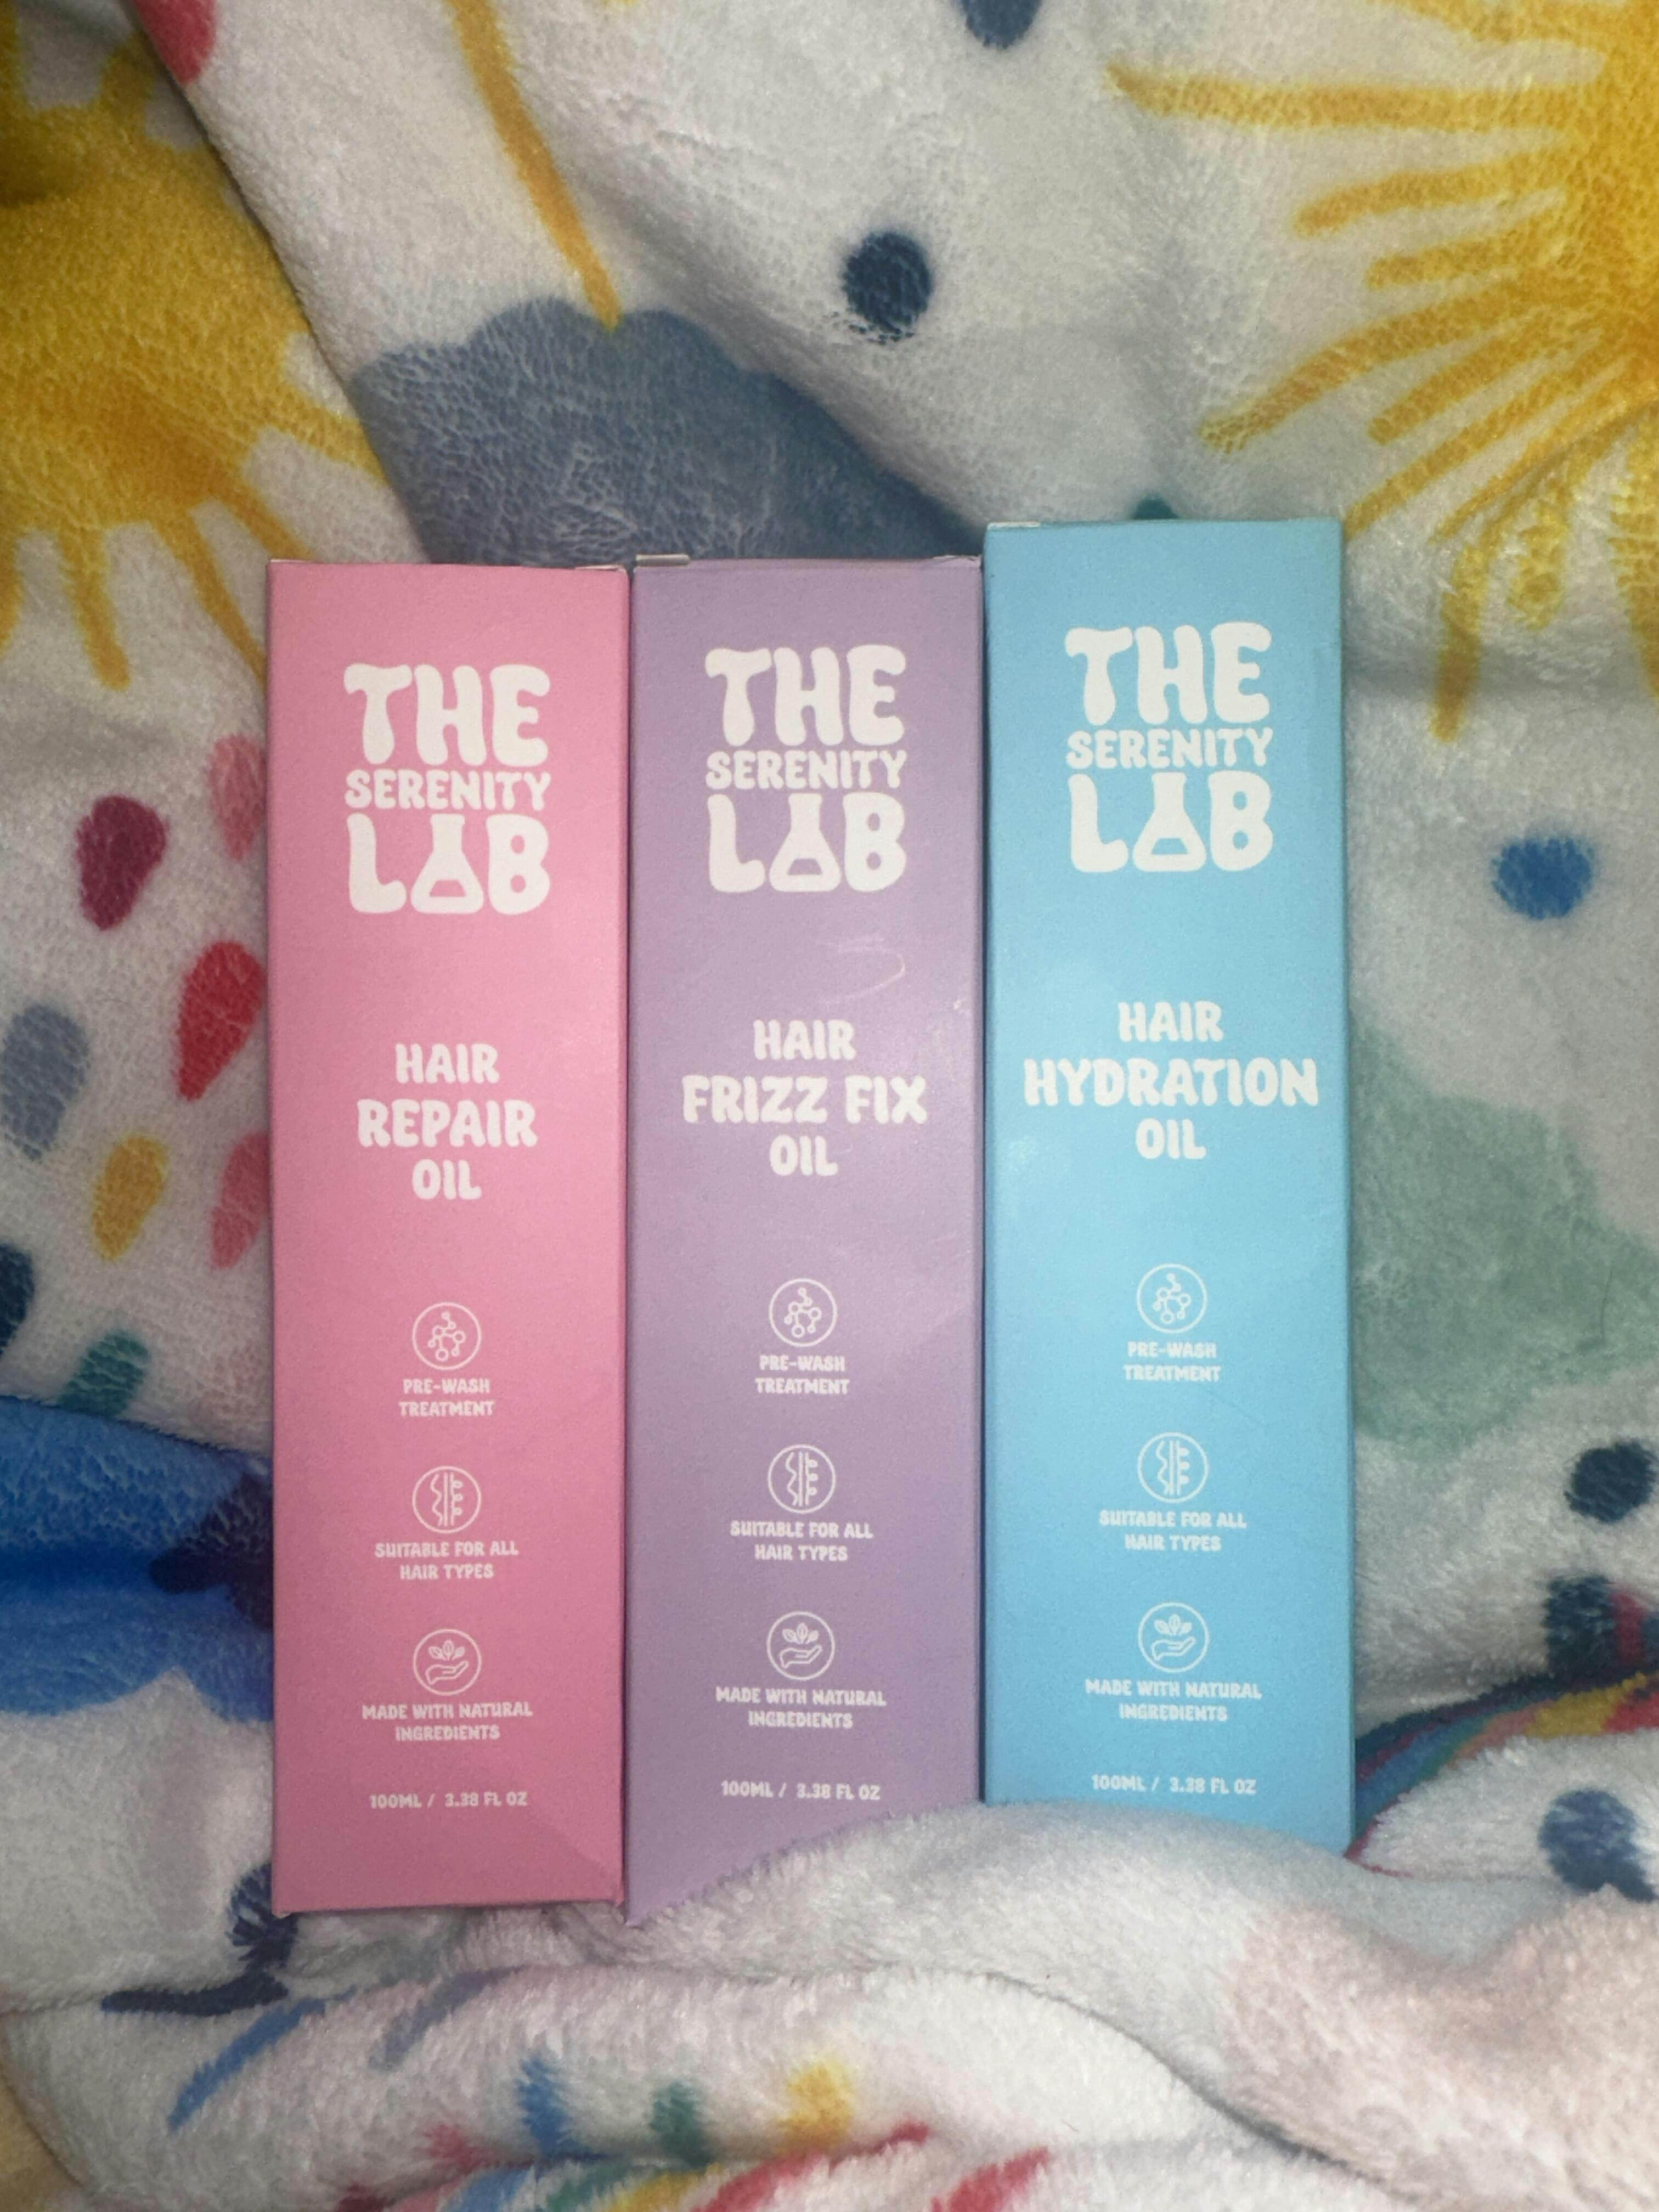 THE
SERENITY
LAB
HAIR
REPAIR
OIL
PRE-WASH
TREATMENT
SUITABLE FOR ALL
HAIR TYPES
MADE WITH NATURAL
INGREDIENTS
100ML / 3.38 FL OZ
THE
SERENITY
LAB
HAIR
FRIZZ FIX
OIL
PRE-WASH
TREATMENT
SUITABLE FOR ALL
HAIR TYPES
MADE WITH NATURAL
INGREDIENTS
100ML / 3.38 FL OZ
THE
SERENITY
LAB
HAIR
HYDRATION
OIL
PRE-WASH
TREATMENT
SUITABLE FOR ALL
HAIR TYPES
MADE WITH NATURAL
INGREDIENTS
100ML / 3.38 FL OZ